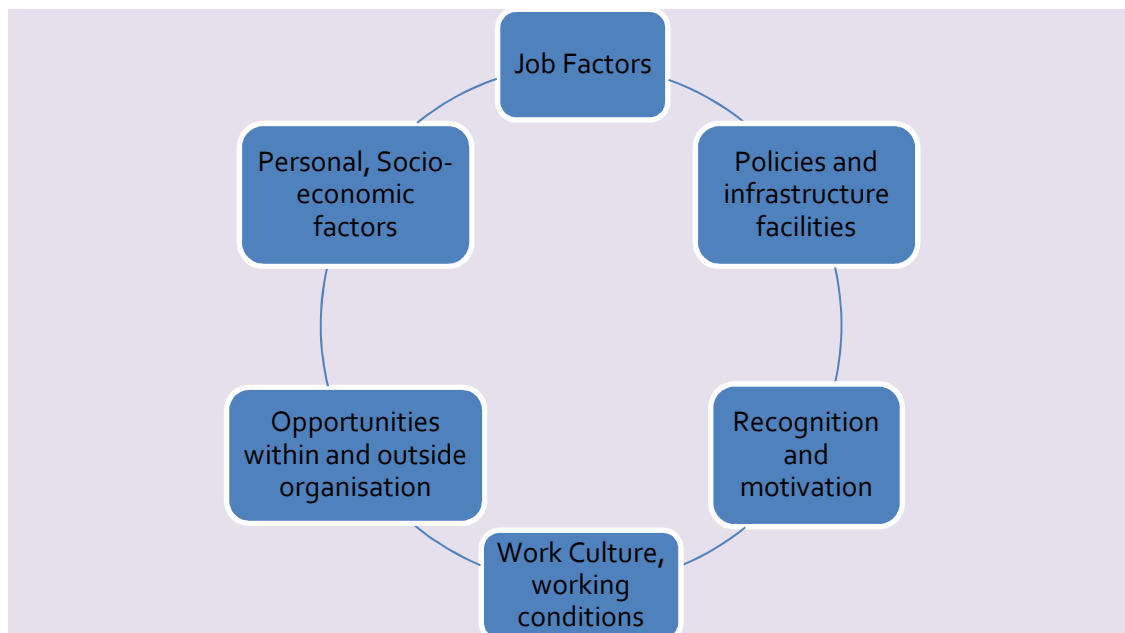 Job Factors
Policies and
infrastructure
facilities
Recognition
and
motivation
Work Culture,
working
conditions
Opportunities
within and outside
organisation
Personal, Socio-
economic
factors